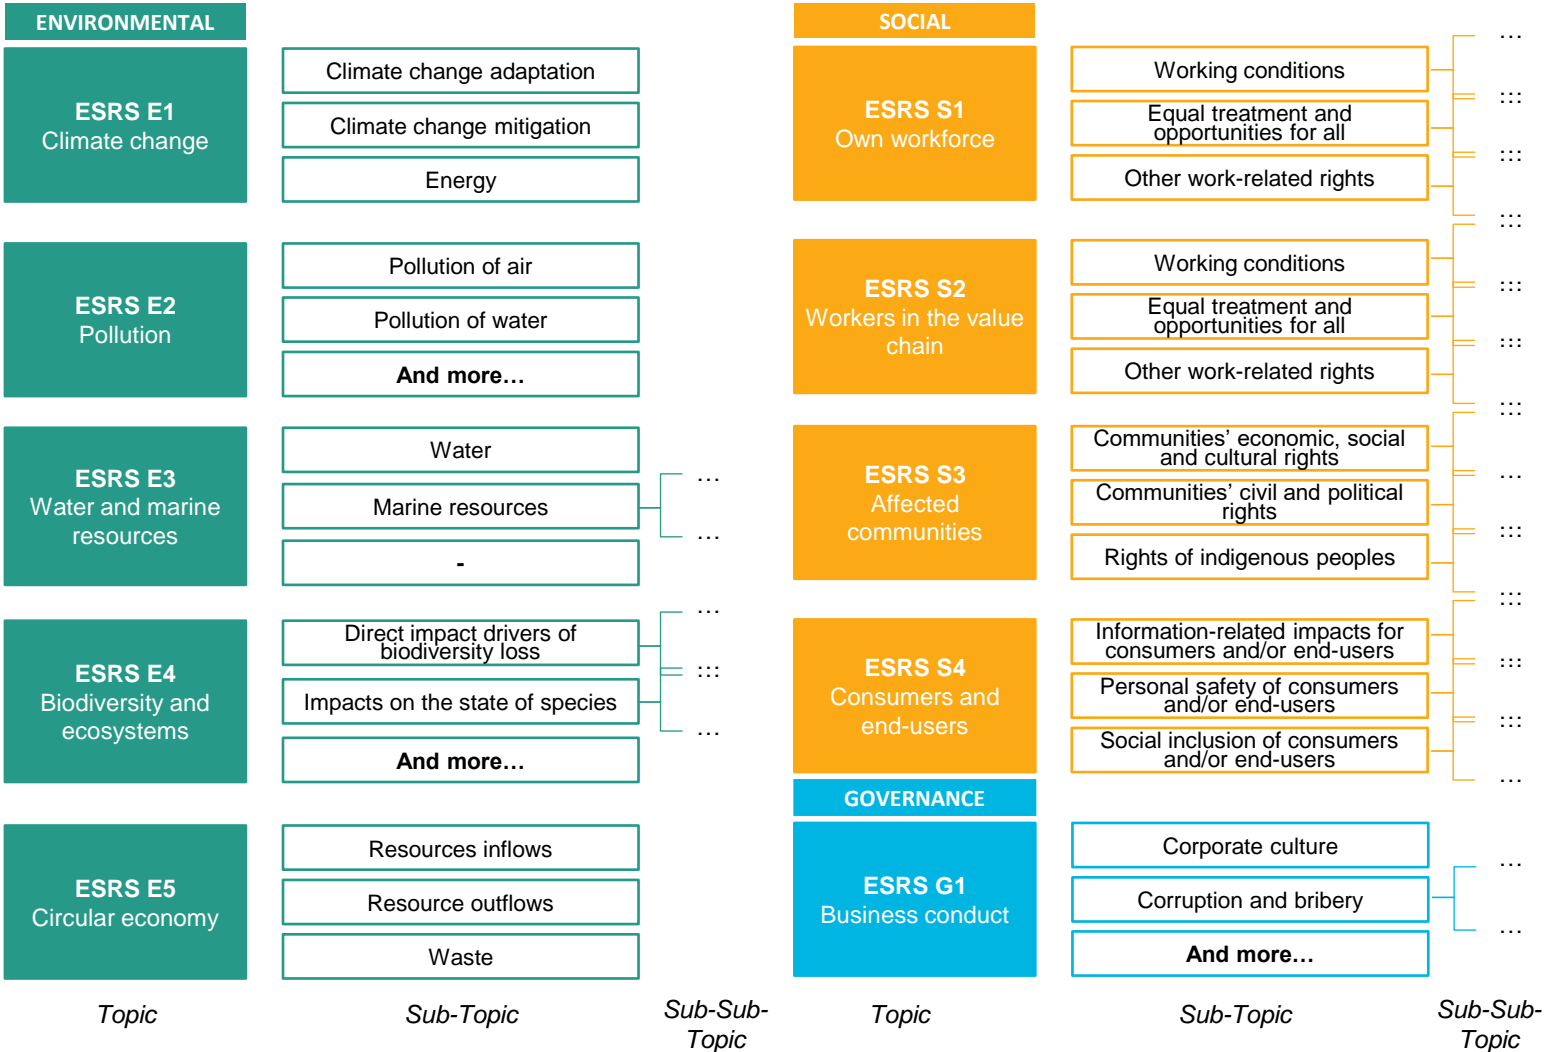 ENVIRONMENTAL
ESRS E1
Climate change
Climate change adaptation
Climate change mitigation
Energy
ESRS E2
Pollution
Pollution of air
Pollution of water
And more…
ESRS E3
Water and marine
resources
Water
Marine resources
-
…
…
ESRS E4
Biodiversity and
ecosystems
Direct impact drivers of
biodiversity loss
Impacts on the state of species
And more…
…
…
…
…
ESRS E5
Circular economy
Resources inflows
Resource outflows
Waste
Topic
Sub-Topic
Sub-Sub-
Topic
SOCIAL
ESRS S1
Own workforce
Working conditions
Equal treatment and
opportunities for all
Other work-related rights
…
…
…
…
…
…
ESRS S2
Workers in the value
chain
Working conditions
Equal treatment and
opportunities for all
Other work-related rights
…
…
…
…
…
…
ESRS S3
Affected
communities
Communities’ economic, social
and cultural rights
Communities’ civil and political
rights
Rights of indigenous peoples
…
…
…
…
…
…
ESRS S4
Consumers and
end-users
Information-related impacts for
consumers and/or end-users
Personal safety of consumers
and/or end-users
Social inclusion of consumers
and/or end-users
…
…
…
…
…
…
GOVERNANCE
ESRS G1
Business conduct
Corporate culture
Corruption and bribery
And more…
…
…
Topic
Sub-Topic
Sub-Sub-
Topic